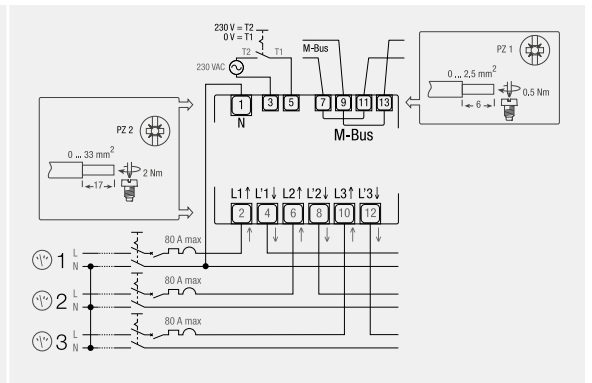 230 V = T2
0 V = T1
T2 T1
230 VAC
M-Bus
PZ 1
0 ... 2,5 mm²
6
0.5 Nm
1 3 5 7 9 11 13
N
M-Bus
PZ 2
0 ... 33 mm²
17
2 Nm
L1↑ L'1↓ L2↑ L'2↓ L3↑ L'3↓
2 4 6 8 10 12
80 A max
1 L
N
80 A max
2 L
N
80 A max
3 L
N